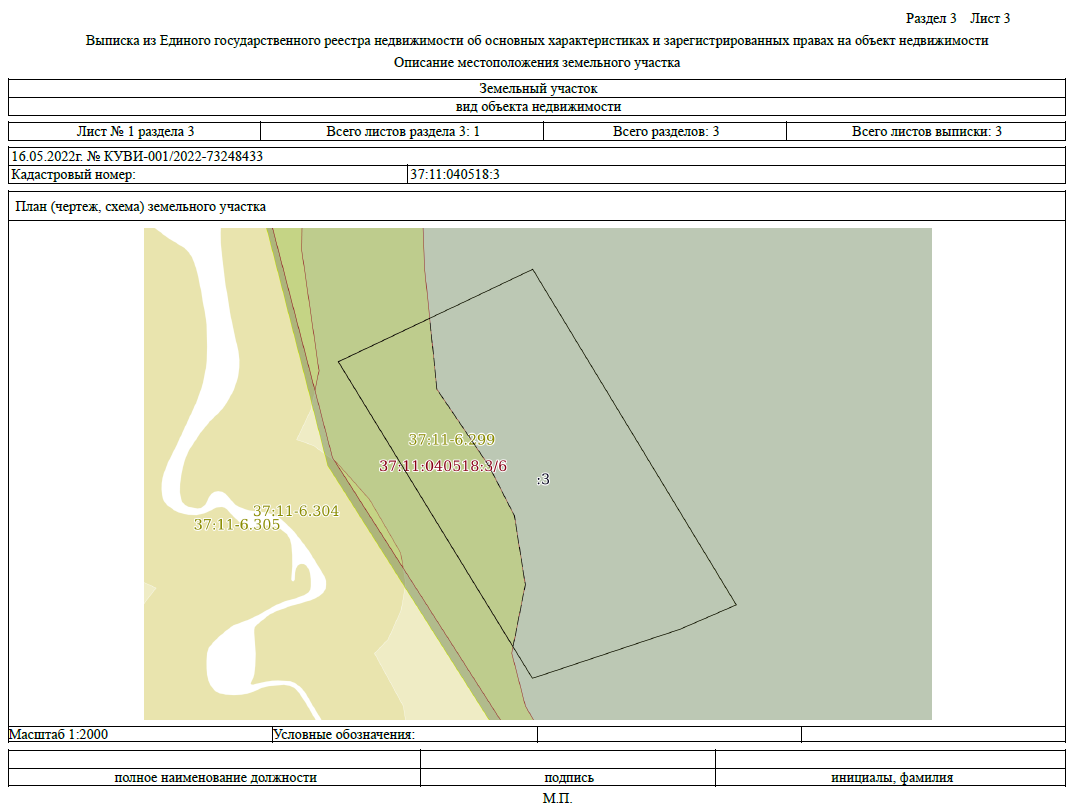 Раздел 3 Лист 3
Выписка из Единого государственного реестра недвижимости об основных характеристиках и зарегистрированных правах на объект недвижимости
Описание местоположения земельного участка
Земельный участок
вид объекта недвижимости
Лист № 1 раздела 3 Всего листов раздела 3: 1 Всего разделов: 3 Всего листов выписки: 3
16.05.2022г. № КУВИ-001/2022-73248433
Кадастровый номер: 37:11:040518:3
План (чертеж, схема) земельного участка
37:11-6.299
37:11:040518:3/6
:3
37:11-6.304
37:11-6.305
Масштаб 1:2000 Условные обозначения:
полное наименование должности подпись инициалы, фамилия
М.П.